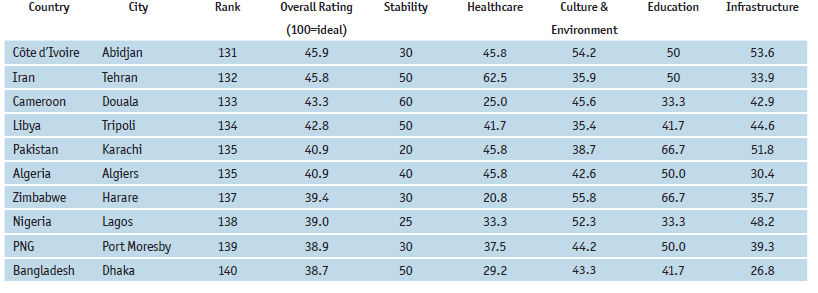 Country City Rank Overall Rating Stability Healthcare Culture & Education Infrastructure
(100=ideal) Environment
Côte d'Ivoire Abidjan 131 45.9 30 45.8 54.2 50 53.6
Iran Tehran 132 45.8 50 62.5 35.9 50 33.9
Cameroon Douala 133 43.3 60 25.0 45.6 33.3 42.9
Libya Tripoli 134 42.8 50 41.7 35.4 41.7 44.6
Pakistan Karachi 135 40.9 20 45.8 38.7 66.7 51.8
Algeria Algiers 135 40.9 40 45.8 42.6 50.0 30.4
Zimbabwe Harare 137 39.4 30 20.8 55.8 66.7 35.7
Nigeria Lagos 138 39.0 25 33.3 52.3 33.3 48.2
PNG Port Moresby 139 38.9 30 37.5 44.2 50.0 39.3
Bangladesh Dhaka 140 38.7 50 29.2 43.3 41.7 26.8